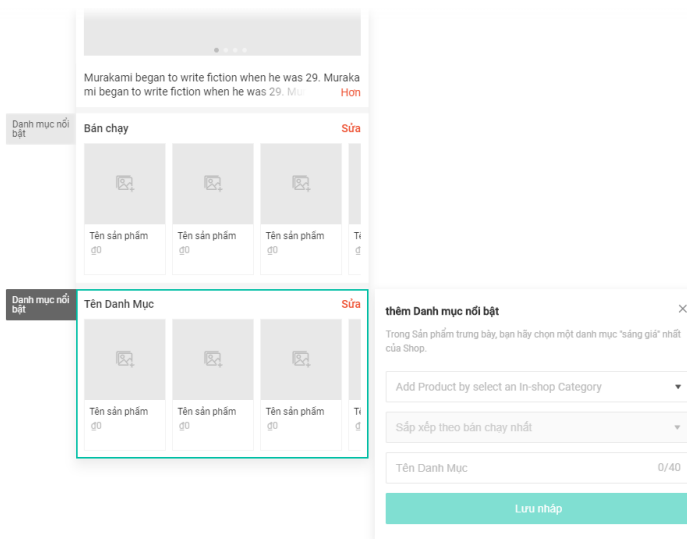 Murakami began to write fiction when he was 29. Muraka
mi began to write fiction when he was 29. Mu
Hơn
Danh mục nổi
bật
Bán chạy
Sửa
Tên sản phẩm
Tên sản phẩm
Tên sản phẩm
Tê
₫0
₫0
₫0
₫
Danh mục nổi
bật
Tên Danh Mục
Sửa
Tên sản phẩm
Tên sản phẩm
Tên sản phẩm
Tê
₫0
₫0
₫0
₫
thêm Danh mục nổi bật
Trong Sản phẩm trưng bày, bạn hãy chọn một danh mục "sáng giá" nhất
của Shop.
Add Product by select an In-shop Category
Sắp xếp theo bán chạy nhất
Tên Danh Mục
0/40
Lưu nháp